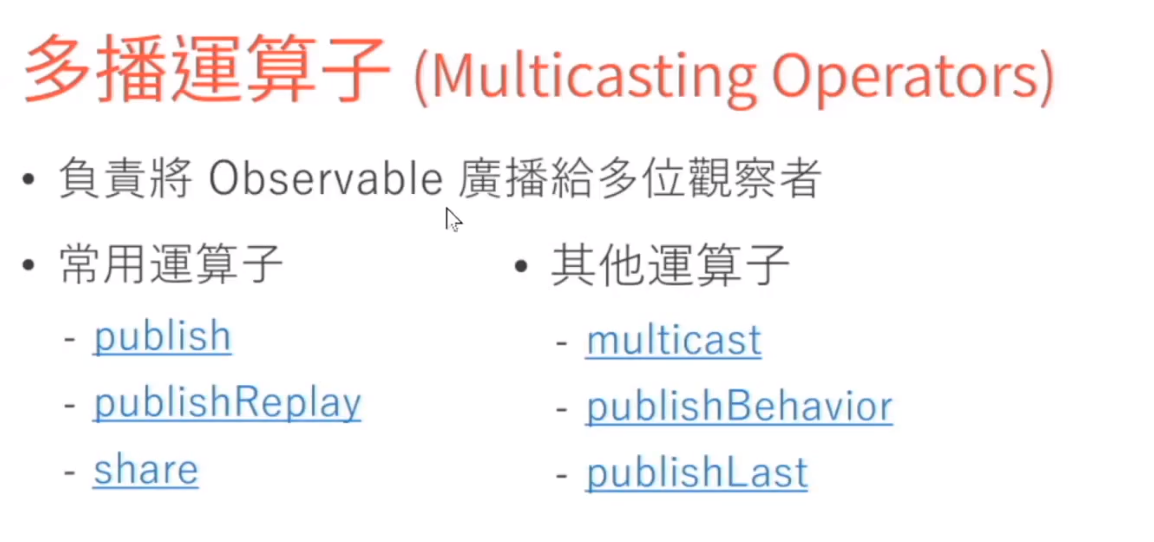 多播運算子 (Multicasting Operators)
• 負責將 Observable 廣播給多位觀察者
• 常用運算子
- publish
- publishReplay
- share
• 其他運算子
- multicast
- publishBehavior
- publishLast